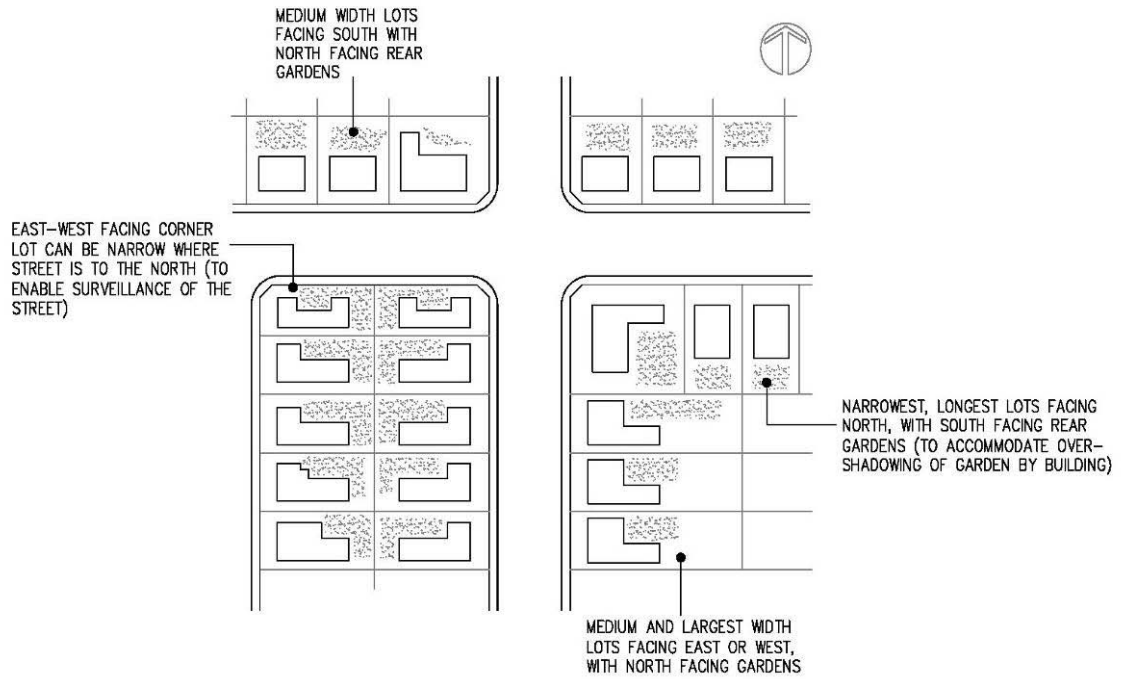 MEDIUM WIDTH LOTS
FACING SOUTH WITH
NORTH FACING REAR
GARDENS
EAST-WEST FACING CORNER
LOT CAN BE NARROW WHERE
STREET IS TO THE NORTH (TO
ENABLE SURVEILLANCE OF THE
STREET)
NARROWEST, LONGEST LOTS FACING
NORTH, WITH SOUTH FACING REAR
GARDENS (TO ACCOMMODATE OVER-
SHADOWING OF GARDEN BY BUILDING)
MEDIUM AND LARGEST WIDTH
LOTS FACING EAST OR WEST,
WITH NORTH FACING GARDENS